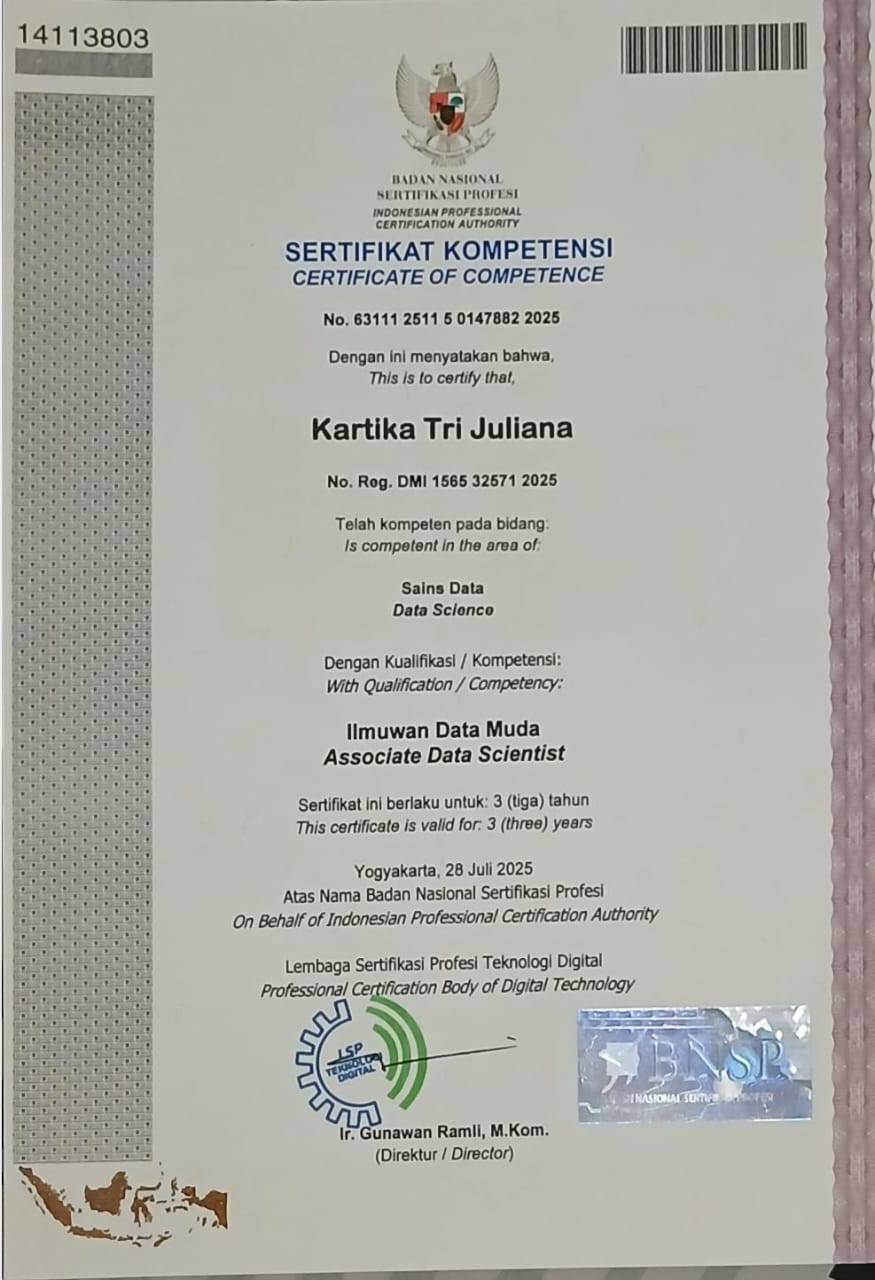 14113803
BADAN NASIONAL
SERTIFIKASI PROFESI
INDONESIAN PROFESSIONAL
CERTIFICATION AUTHORITY
SERTIFIKAT KOMPETENSI
CERTIFICATE OF COMPETENCE
No. 63111 2511 5 0147882 2025
Dengan ini menyatakan bahwa,
This is to certify that,
Kartika Tri Juliana
No. Reg. DMI 1565 32571 2025
Telah kompeten pada bidang:
Is competent in the area of:
Sains Data
Data Science
Dengan Kualifikasi / Kompetensi:
With Qualification / Competency:
Ilmuwan Data Muda
Associate Data Scientist
Sertifikat ini berlaku untuk: 3 (tiga) tahun
This certificate is valid for: 3 (three) years
Yogyakarta, 28 Juli 2025
Atas Nama Badan Nasional Sertifikasi Profesi
On Behalf of Indonesian Professional Certification Authority
Lembaga Sertifikasi Profesi Teknologi Digital
Professional Certification Body of Digital Technology
LSP
TEKNOLOGI
DIGITAL
BNSP
NASIONAL
Ir. Gunawan Ramli, M.Kom.
(Direktur / Director)